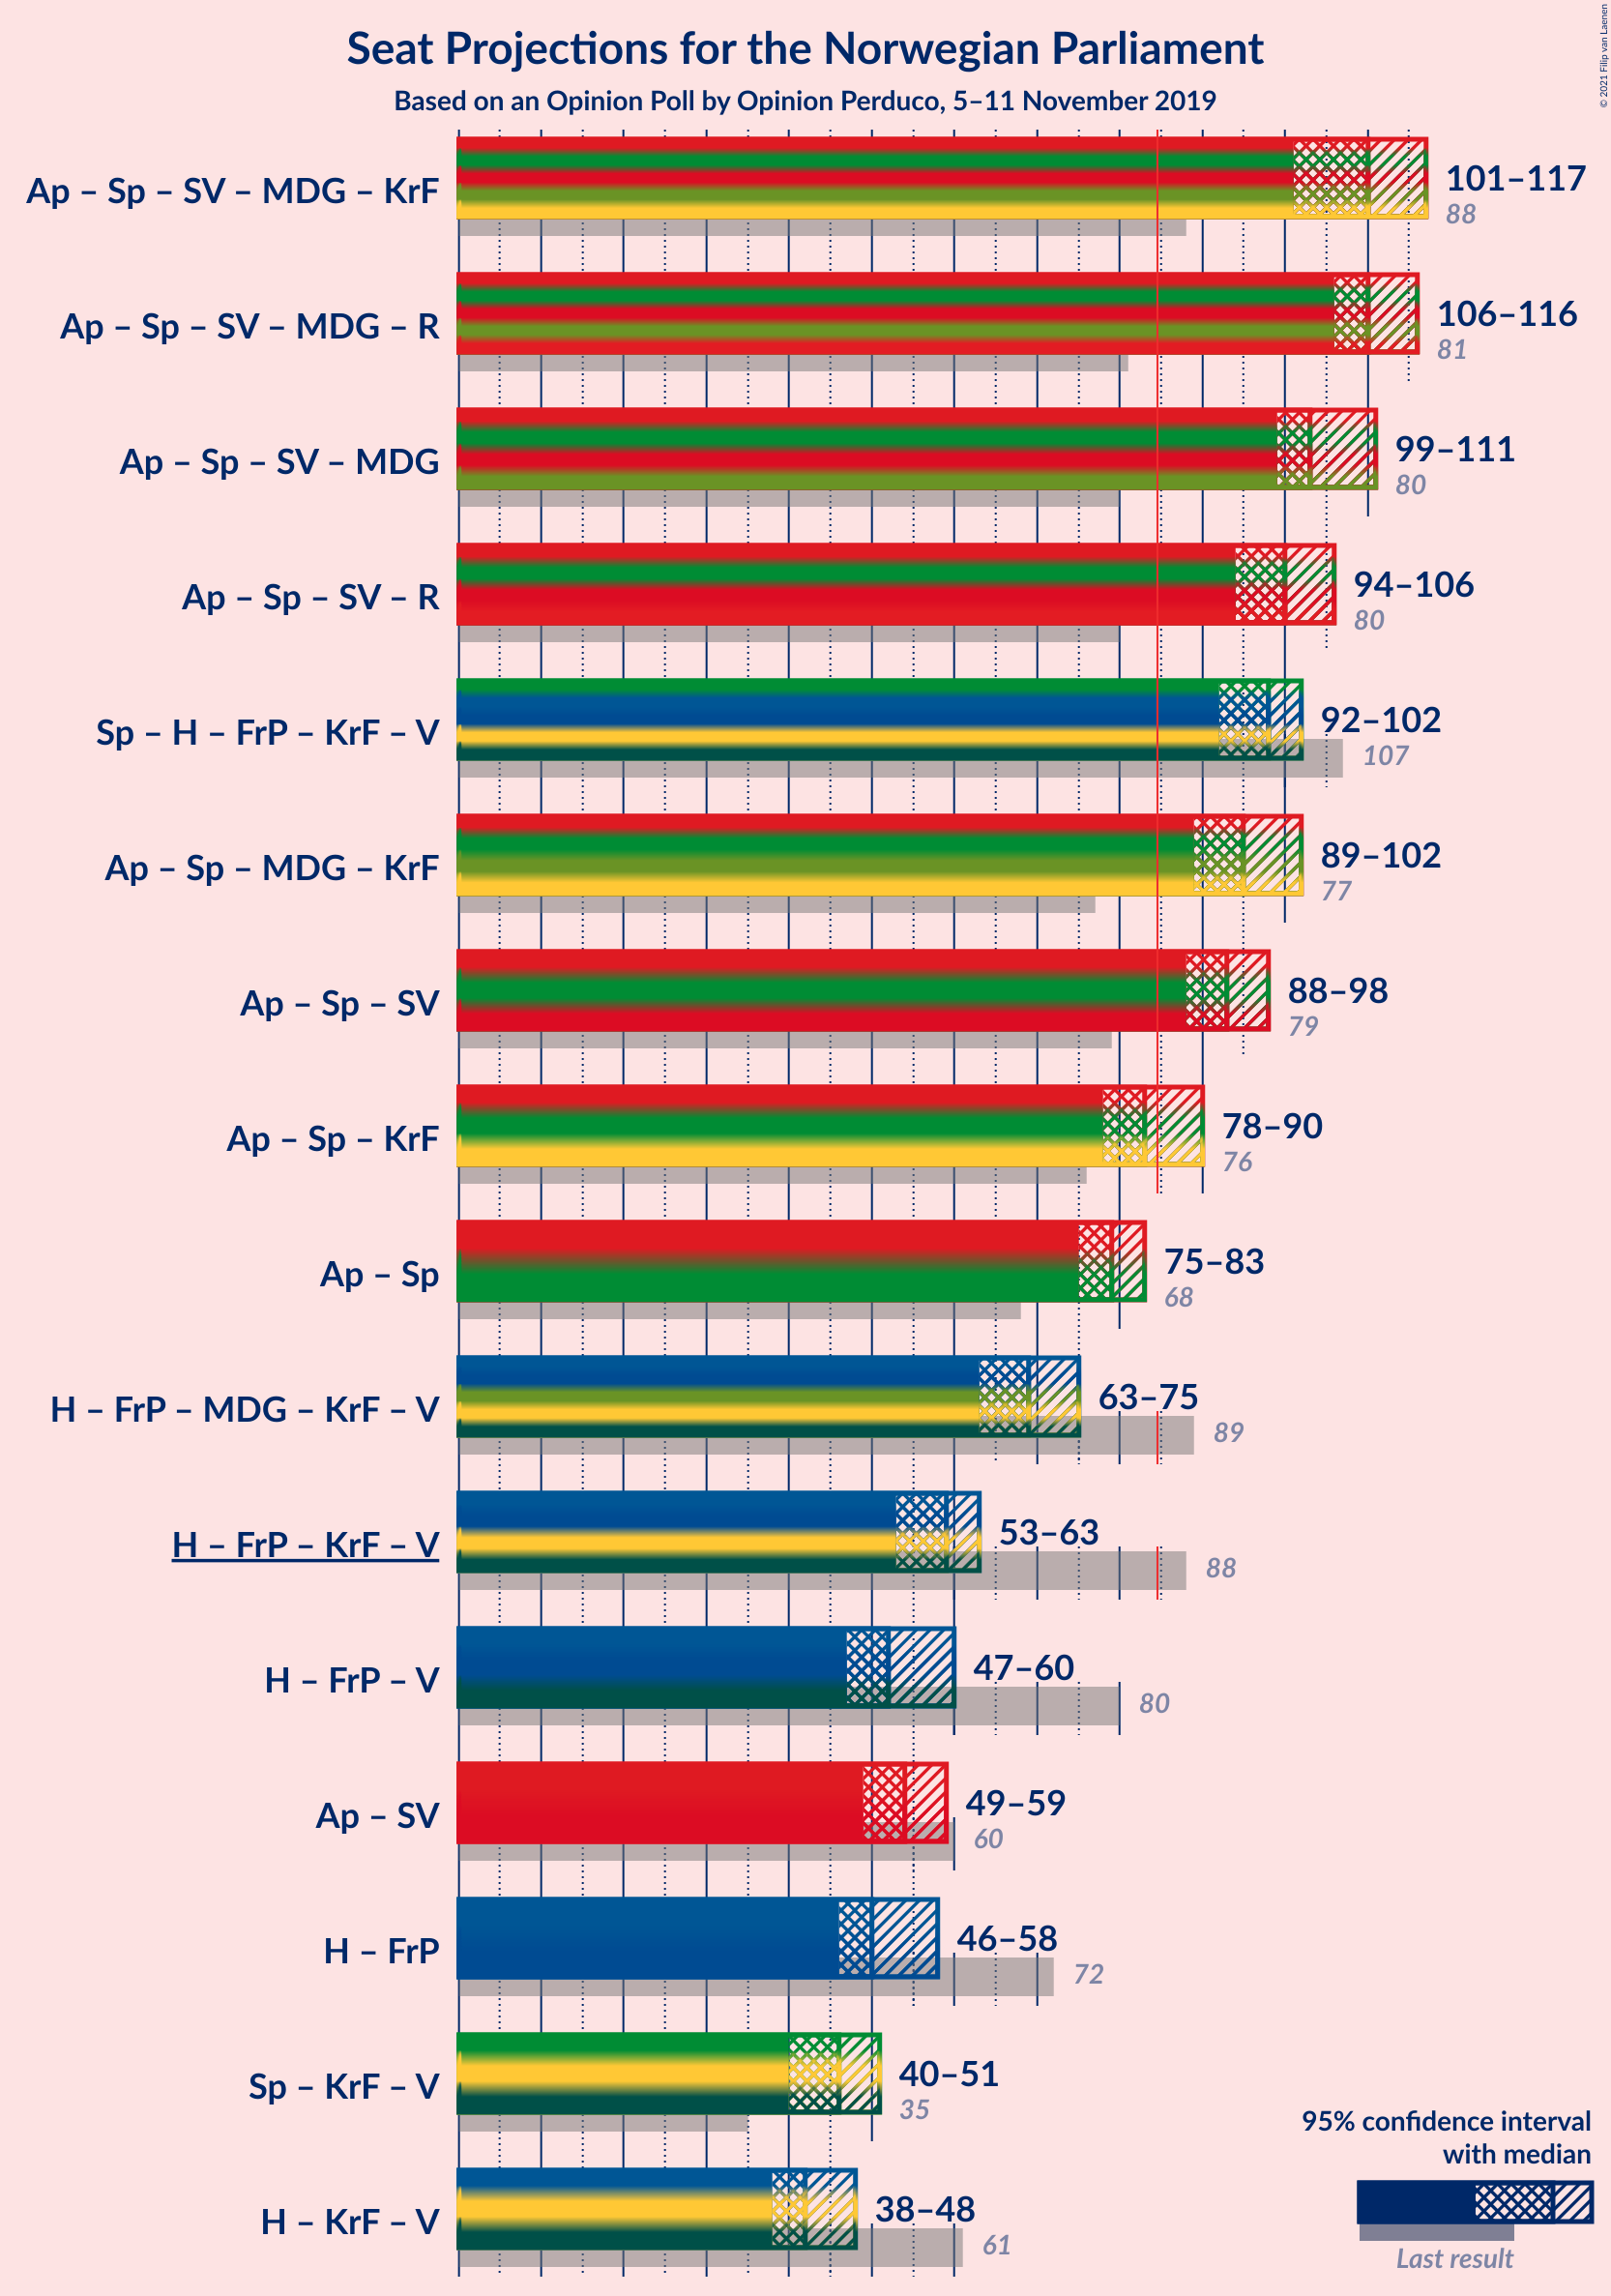 © 2021 Filip van Laenen
Seat Projections for the Norwegian Parliament
Based on an Opinion Poll by Opinion Perduco, 5–11 November 2019
Ap – Sp – SV – MDG – KrF
101–117
88
Ap – Sp – SV – MDG – R
106–116
81
Ap – Sp – SV – MDG
99–111
80
Ap – Sp – SV – R
94–106
80
Sp – H – FrP – KrF – V
92–102
107
Ap – Sp – MDG – KrF
89–102
77
Ap – Sp – SV
88–98
79
Ap – Sp – KrF
78–90
76
Ap – Sp
75–83
68
H – FrP – MDG – KrF – V
63–75
89
H – FrP – KrF – V
53–63
88
H – FrP – V
47–60
80
Ap – SV
49–59
60
H – FrP
46–58
72
Sp – KrF – V
40–51
35
H – KrF – V
38–48
61
95% confidence interval
with median
Last result